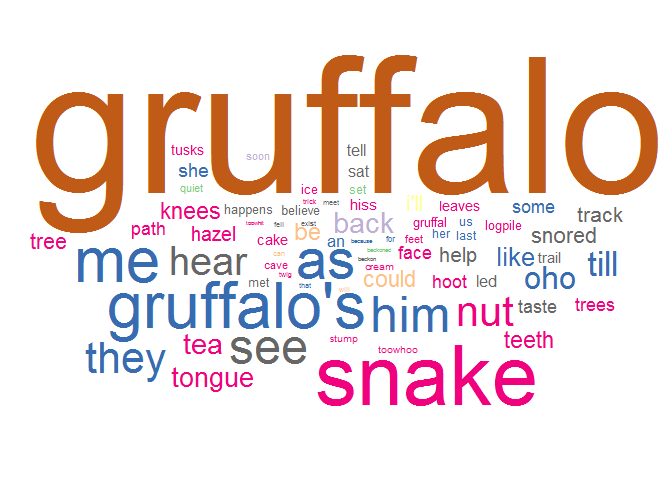 gruffalo
tusks soon tell
she sat
quiet ice set
trick meet hiss I'll leaves some
knees happens believe back gruffal us track
path toowhit fell exist logpile
tree hazel cake be an because for her last snored
feet
me hear can as beckoned face help like trail till
cave twig cream beckon
met that could hoot led oho
gruffalo's will him nut taste trees
they tea see stump teeth
toowhoo
tongue snake